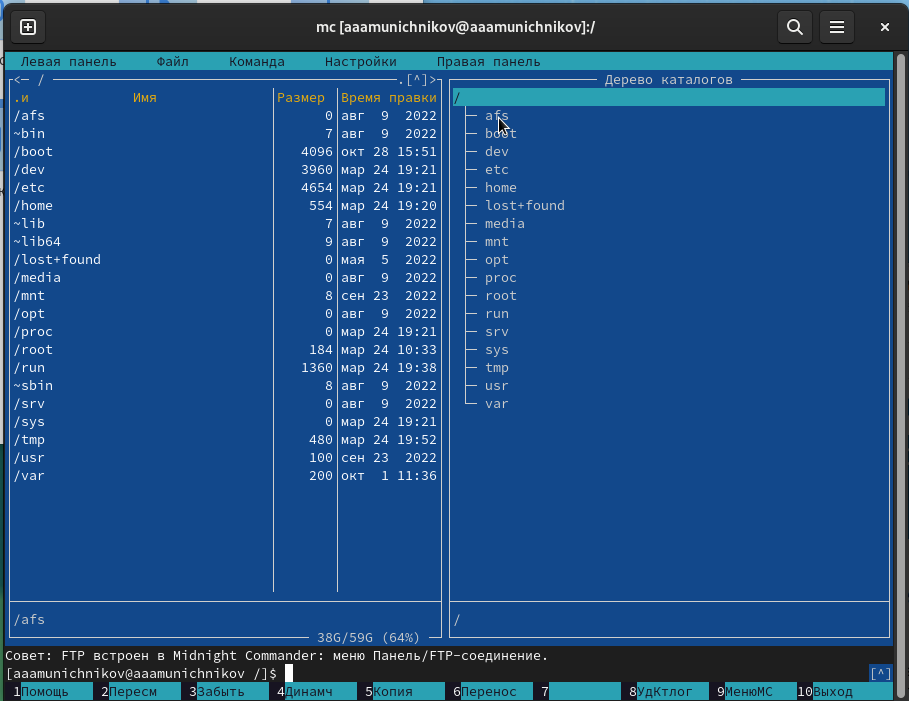 mc [aaamunichnikov@aaamunichnikov]:/
Левая панель Файл Команда Настройки Правая панель
<─ / .[^]> Дерево каталогов
.и Имя Размер Время правки
/afs 0 авг 9 2022
~bin 7 авг 9 2022
/boot 4096 окт 28 15:51
/dev 3960 мар 24 19:21
/etc 4654 мар 24 19:21
/home 554 мар 24 19:20
~lib 7 авг 9 2022
~lib64 9 авг 9 2022
/lost+found 0 мая 5 2022
/media 0 авг 9 2022
/mnt 8 сен 23 2022
/opt 0 авг 9 2022
/proc 0 мар 24 19:21
/root 184 мар 24 10:33
/run 1360 мар 24 19:38
~sbin 8 авг 9 2022
/srv 0 авг 9 2022
/sys 0 мар 24 19:21
/tmp 480 мар 24 19:52
/usr 100 сен 23 2022
/var 200 окт 1 11:36
/afs
38G/59G (64%)
/
afs
boot
dev
etc
home
lost+found
media
mnt
opt
proc
root
run
srv
sys
tmp
usr
var
/
Совет: FTP встроен в Midnight Commander: меню Панель/FTP-соединение.
[aaamunichnikov@aaamunichnikov /]$ [^]
1Помощь 2Пересм 3Забыть 4Динамч 5Копия 6Перенос 7 8УдКтлог 9МенюМС 10Выход